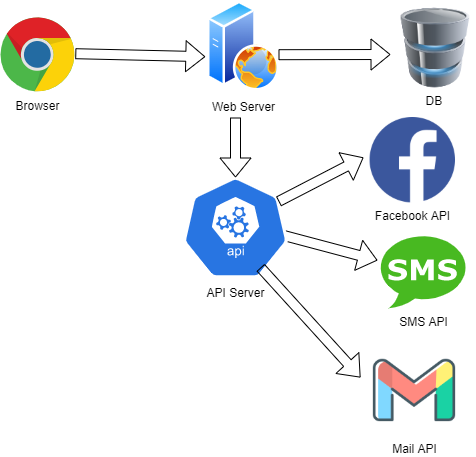 Browser
Web Server
DB
Facebook API
api
API Server
SMS
SMS API
Mail API